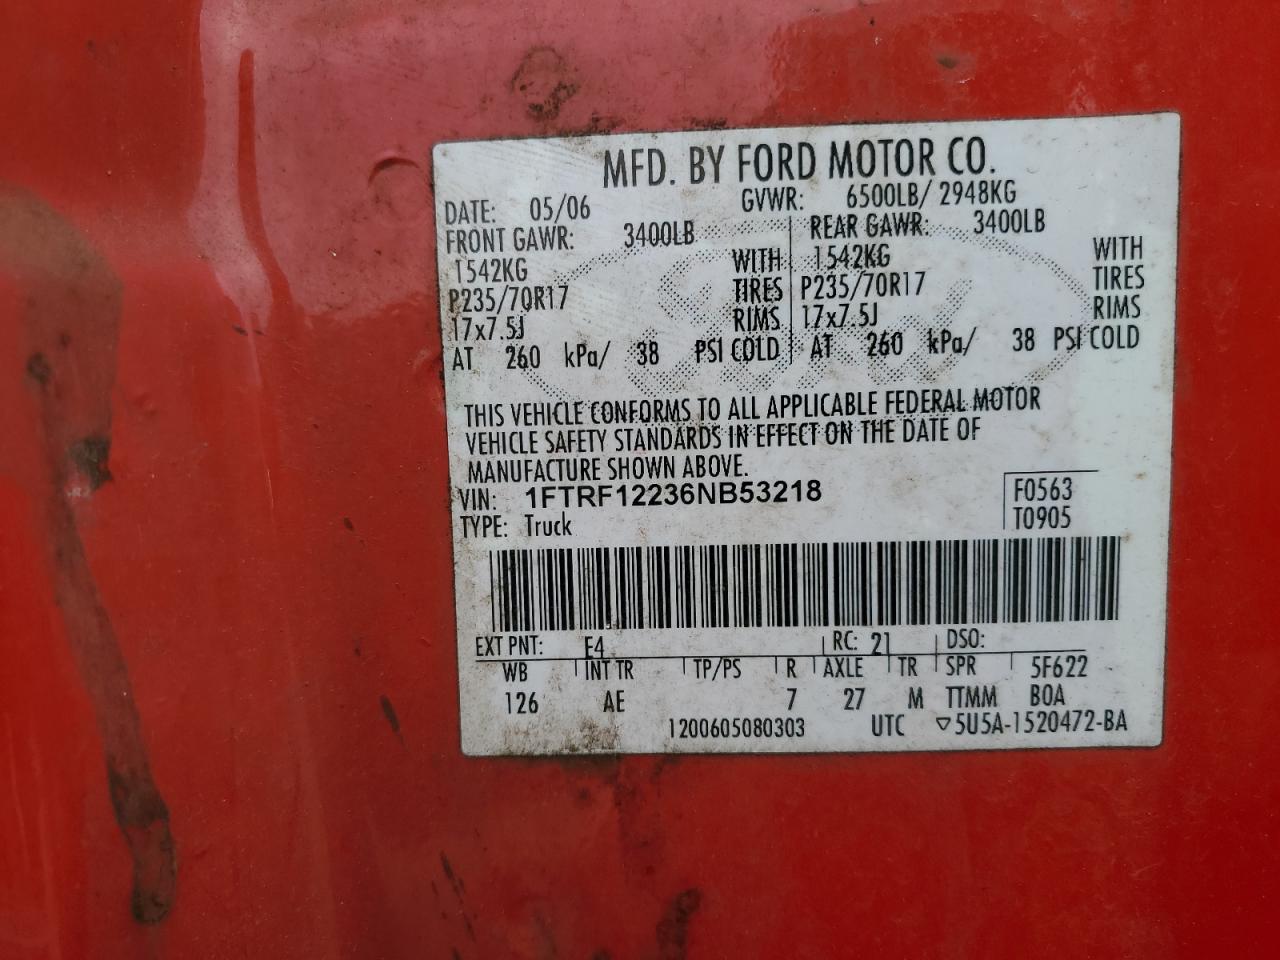 MFD. BY FORD MOTOR CO.
DATE: 05/06 GVWR: 6500LB/ 2948KG
FRONT GAWR: 3400LB REAR GAWR: 3400LB
1542KG WITH 1542KG WITH
P235/70R17 TIRES P235/70R17 TIRES
17x7.5J RIMS 17x7.5J RIMS
AT 260 kPa/ 38 PSI COLD AT 260 kPa/ 38 PSI COLD
THIS VEHICLE CONFORMS TO ALL APPLICABLE FEDERAL MOTOR
VEHICLE SAFETY STANDARDS IN EFFECT ON THE DATE OF
MANUFACTURE SHOWN ABOVE.
VIN: 1FTRF12236NB53218 F0563
TYPE: Truck T0905
EXT PNT: E4 RC: 21 DSO:
WB INT TR TP/PS R AXLE TR SPR 5F622
126 AE 7 27 M TTMM BOA
1200605080303 UTC ▽5U5A-1520472-BA